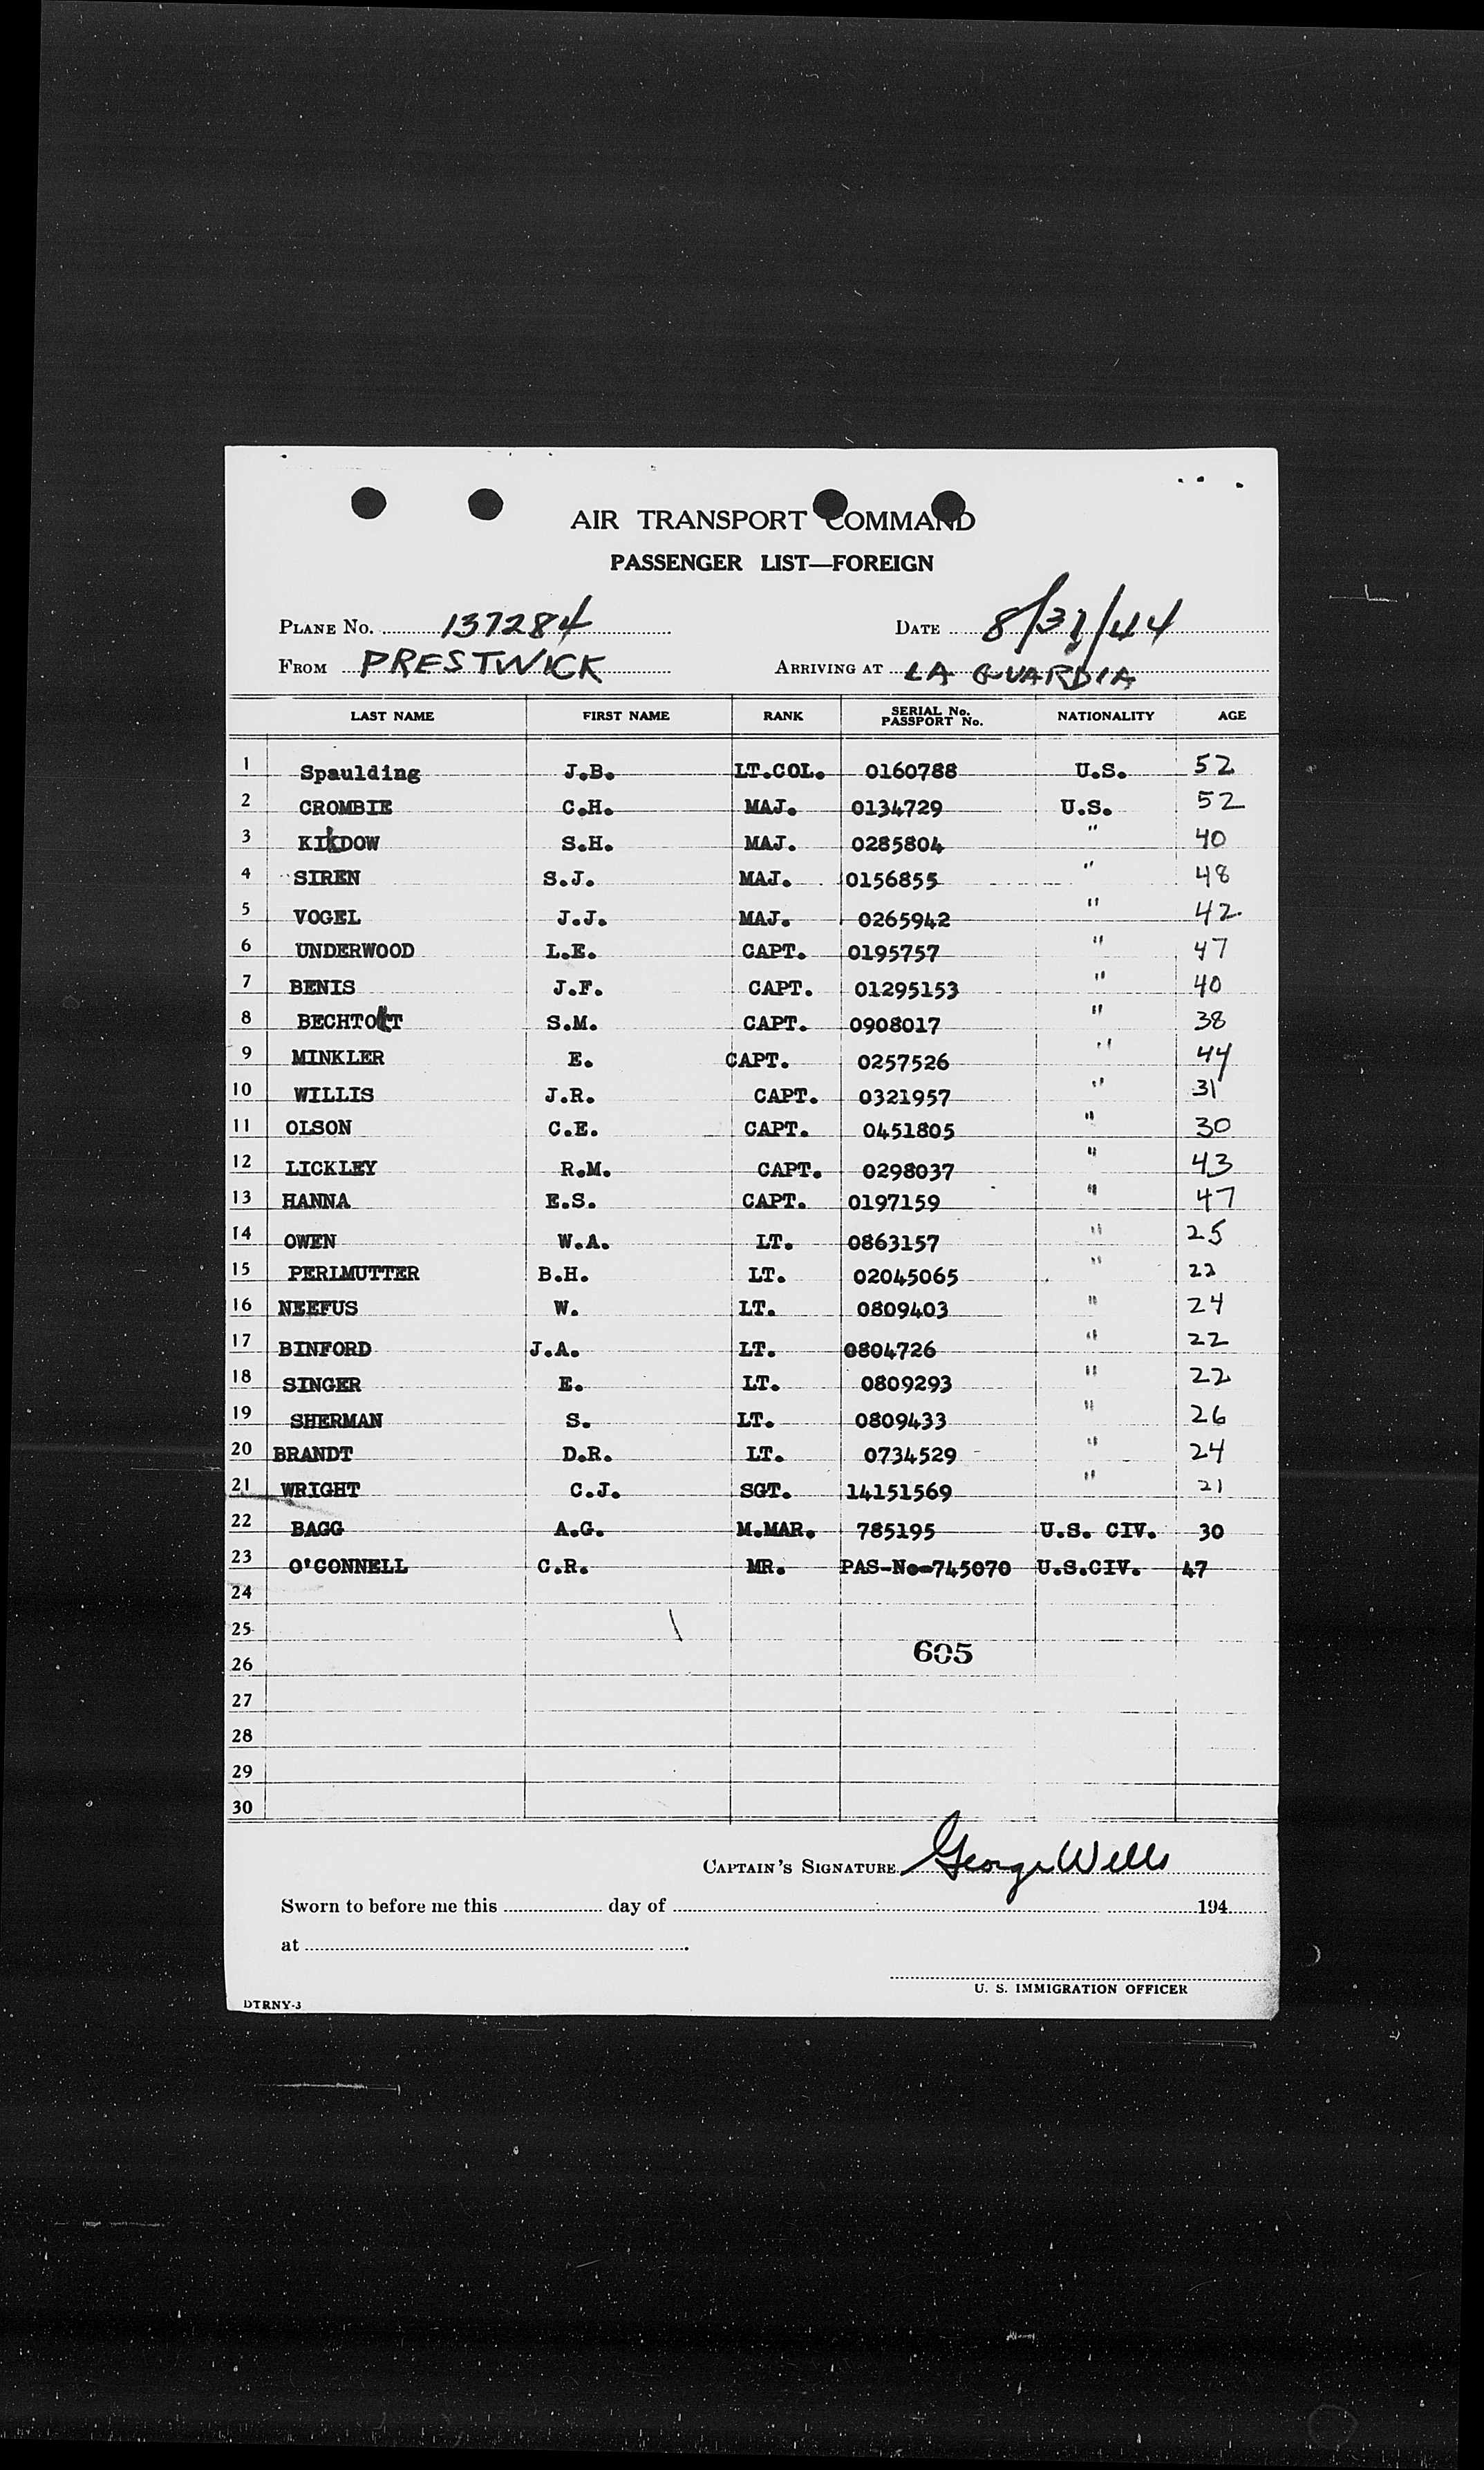 AIR TRANSPORT COMMAND
PASSENGER LIST—FOREIGN
PLANE No. 137284 DATE 8/31/44
FROM PRESTWICK ARRIVING AT LA GUARDIA
LAST NAME FIRST NAME RANK SERIAL No. PASSPORT No. NATIONALITY AGE
1 Spaulding J.B. LT.COL. 0160788 U.S. 52
2 CROMBIE C.H. MAJ. 0134729 U.S. 52
3 KIKDOW S.H. MAJ. 0285804 " 40
4 SIREN S.J. MAJ. 0156855 " 48
5 VOGEL J.J. MAJ. 0265942 " 42
6 UNDERWOOD L.E. CAPT. 0195757 " 47
7 BENIS J.F. CAPT. 01295153 " 40
8 S.M. CAPT. 0908017 " 38
9 MINKLER E. CAPT. 0257526 " 44
10 WILLIS J.R. CAPT. 0321957 " 31
11 OLSON C.E. CAPT. 0451805 " 30
12 LICKLEY R.M. CAPT. 0298037 " 43
13 HANNA E.S. CAPT. 0197159 " 47
14 OWEN W.A. LT. 0863157 " 25
15 PERLMUTTER B.H. LT. 02045065 " 22
16 NEEFUS W. LT. 0809403 " 24
17 BINFORD J.A. LT. 0804726 " 22
18 SINGER E. LT. 0809293 " 22
19 SHERMAN S. LT. 0809433 " 26
20 BRANDT D.R. LT. 0734529 " 24
21 WRIGHT C.J. SGT. 14151569 " 21
22 BAGG A.G. M.MAR. 785195 U.S. CIV. 30
23 O'CONNELL C.R. MR. PAS-No-745070 U.S.CIV. 47
24
25
605
26
27
28
29
30
CAPTAIN'S SIGNATURE George Wells
Sworn to before me this day of 194
at
U. S. IMMIGRATION OFFICER
DTRNY-3